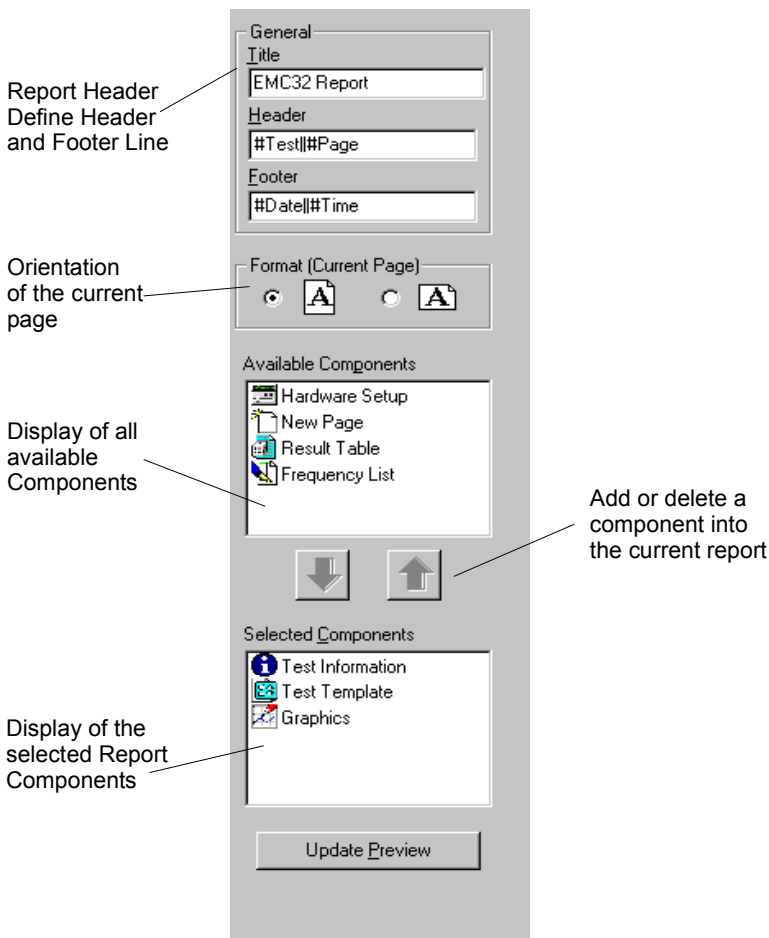 General
Title
EMC32 Report
Header
#Test||#Page
Footer
#Date||#Time
Report Header
Define Header
and Footer Line
Format (Current Page)
A
A
Orientation
of the current
page
Available Components
Hardware Setup
New Page
Result Table
Frequency List
Display of all
available
Components
Add or delete a
component into
the current report
Selected Components
Test Information
Test Template
Graphics
Display of the
selected Report
Components
Update Preview